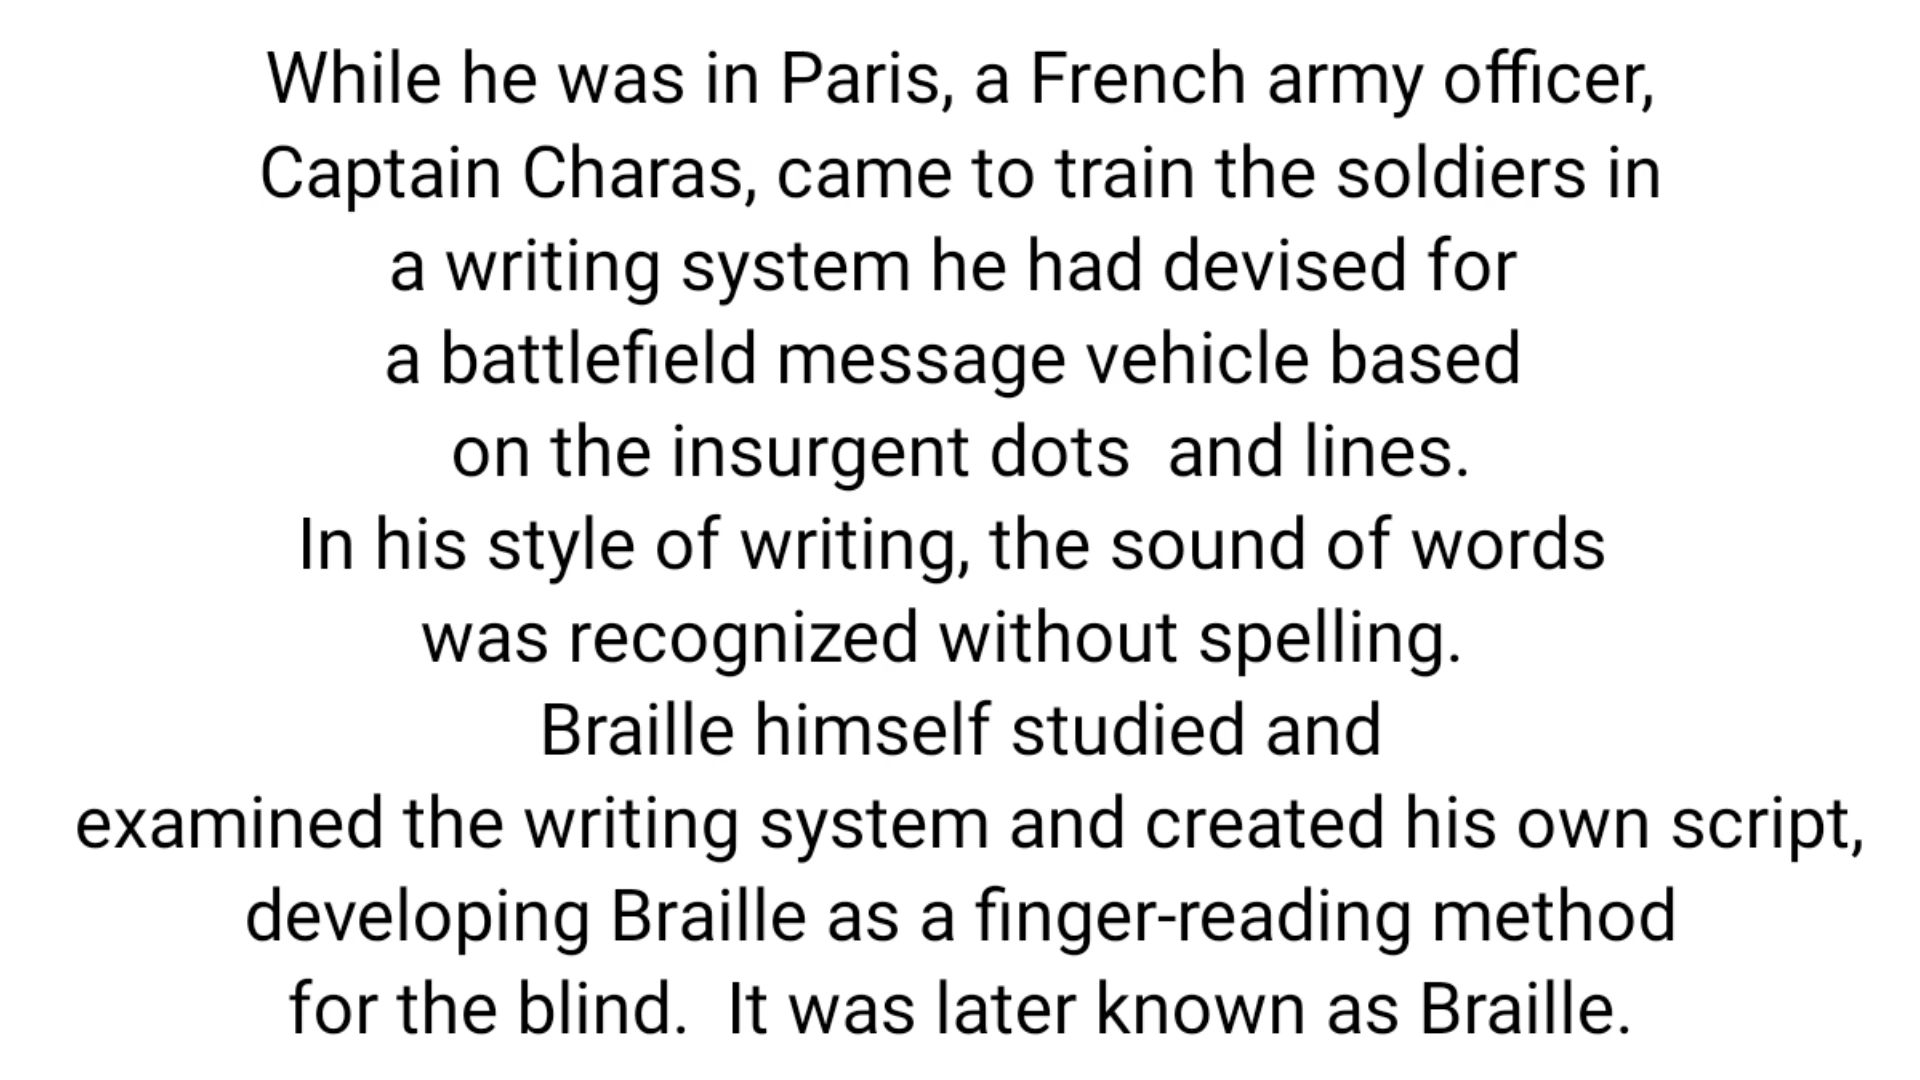 While he was in Paris, a French army officer,
Captain Charas, came to train the soldiers in
a writing system he had devised for
a battlefield message vehicle based
on the insurgent dots  and lines.
In his style of writing, the sound of words
was recognized without spelling.
Braille himself studied and
examined the writing system and created his own script,
developing Braille as a finger-reading method
for the blind.  It was later known as Braille.